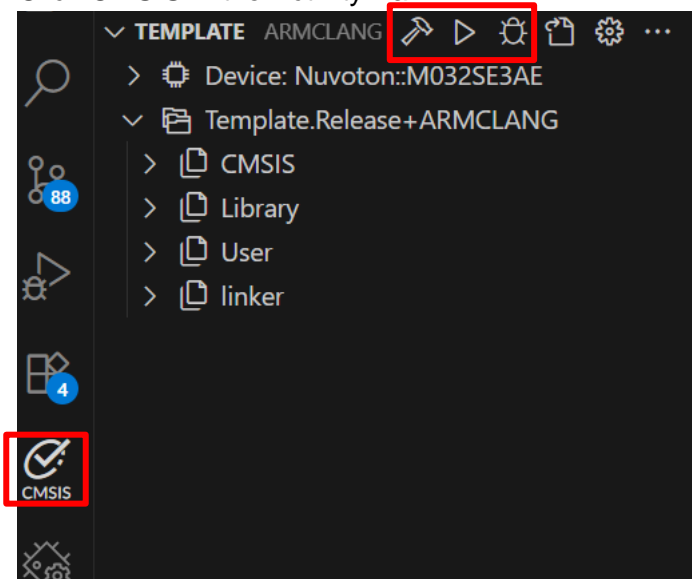 TEMPLATE ARMCLANG
Device: Nuvoton::M032SE3AE
Template.Release+ARMCLANG
CMSIS
88
Library
User
linker
4
CMSIS